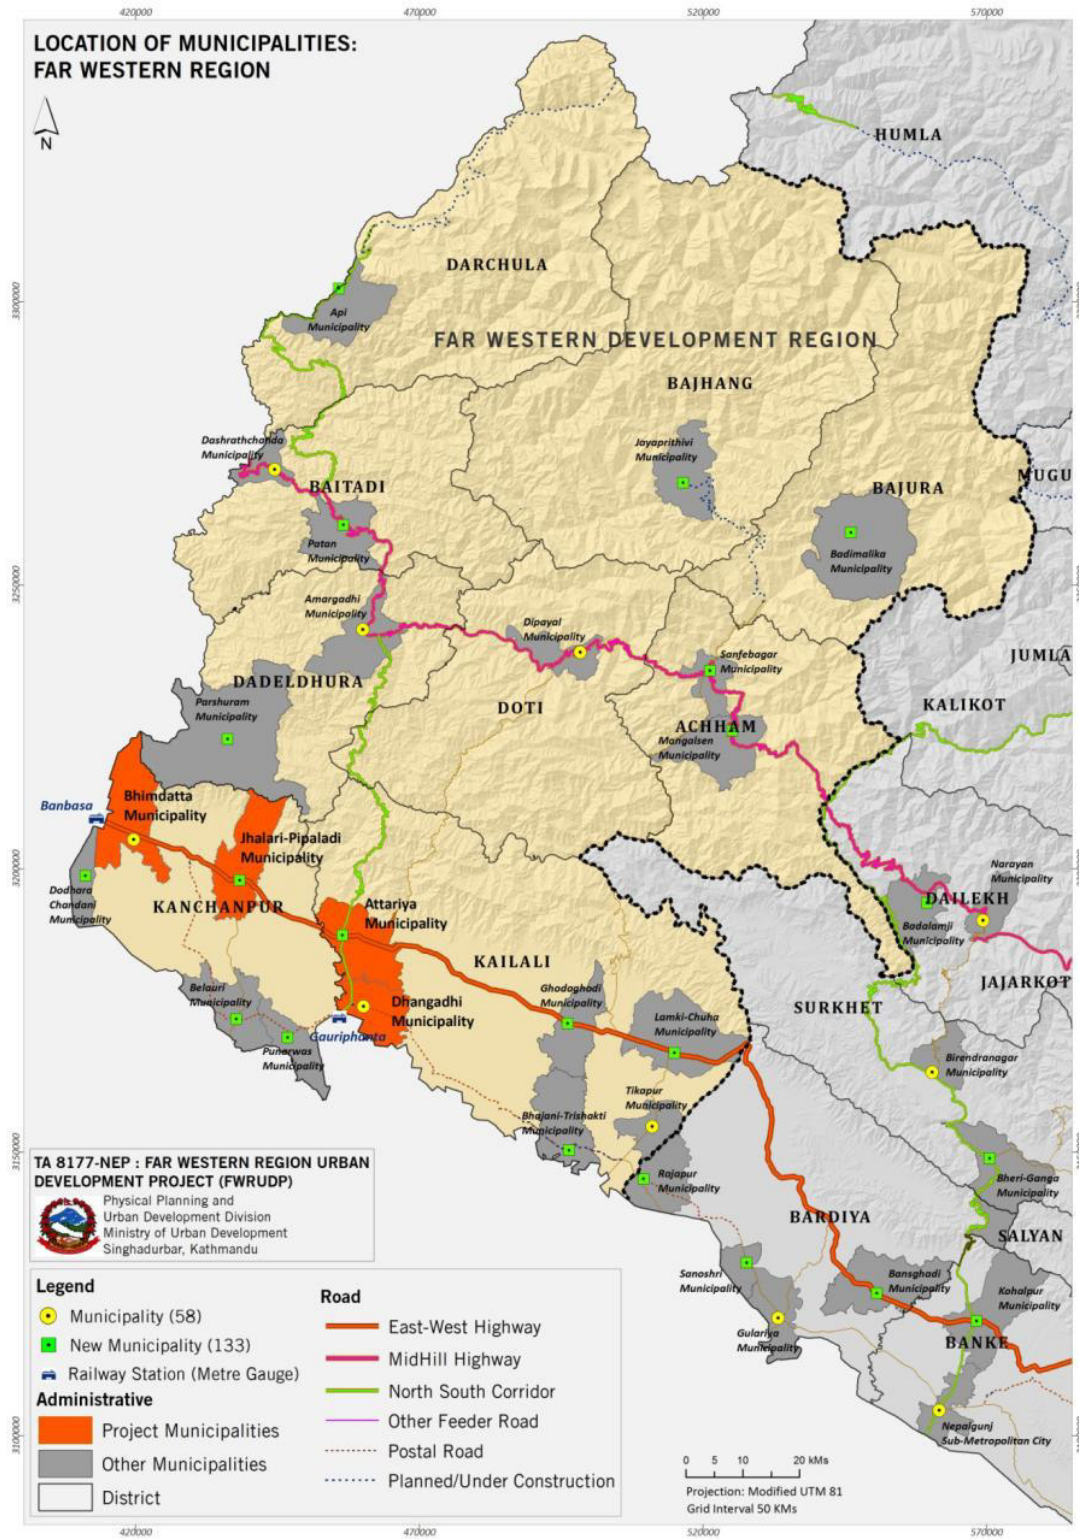 420000
470000
520000
570000
LOCATION OF MUNICIPALITIES:
FAR WESTERN REGION
N
HUMLA
DARCHULA
3300000
Api
Municipality
FAR WESTERN DEVELOPMENT REGION
BAJHANG
Dashrathchanda
Municipality
Jayaprithivi
Municipality
MUGU
BAITADI
BAJURA
Patan
Municipality
Badimalika
Municipality
3250000
Amargadhi
Municipality
Dipayal
Municipality
Sanfebagar
Municipality
JUMLA
DADELDHURA
Parshuram
Municipality
DOTI
KALIKOT
ACHHAM
Mangalsen
Municipality
Banbasa
Bhimdatta
Municipality
Jhalari-Pipaladi
Municipality
3200000
Narayan
Municipality
Dodhara
Chandani
Municipality
KANCHANPUR
Attariya
Municipality
DAILEKH
Badalamji
Municipality
KAILALI
JAJARKOT
Belauri
Municipality
Dhangadhi
Municipality
Ghodoghodi
Municipality
SURKHET
Lamki-Chuha
Municipality
Gauriphanta
Punarwas
Municipality
Birendranagar
Municipality
Tikapur
Municipality
Bhajani-Trishakti
Municipality
3150000
TA 8177-NEP : FAR WESTERN REGION URBAN
DEVELOPMENT PROJECT (FWRUDP)
Physical Planning and
Urban Development Division
Ministry of Urban Development
Singhadurbar, Kathmandu
Rajapur
Municipality
Bheri-Ganga
Municipality
BARDIYA
SALYAN
Sanoshri
Municipality
Bansghadi
Municipality
Kohalpur
Municipality
Gulariya
Municipality
BANKE
Nepalgunj
Sub-Metropolitan City
Legend
Municipality (58)
New Municipality (133)
Railway Station (Metre Gauge)
Administrative
Project Municipalities
Other Municipalities
District
Road
East-West Highway
MidHill Highway
North South Corridor
Other Feeder Road
Postal Road
Planned/Under Construction
3100000
0 5 10 20 kMs
Projection: Modified UTM 81
Grid Interval 50 KMs
420000
470000
520000
570000